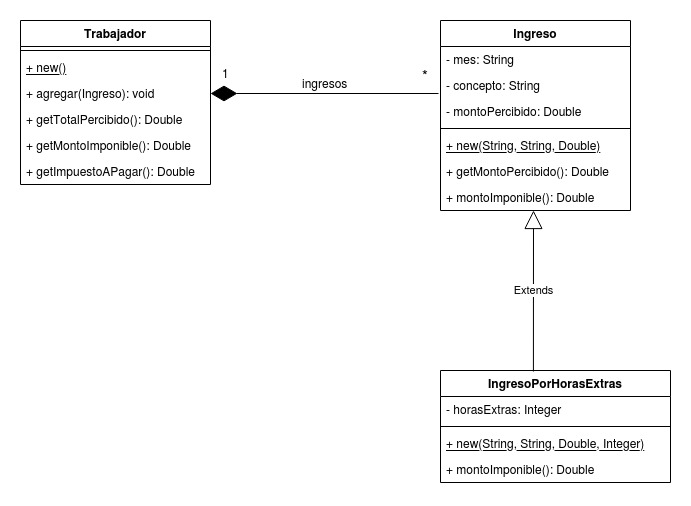 Trabajador
+ new()
+ agregar(Ingreso): void
+ getTotalPercibido(): Double
+ getMontoImponible(): Double
+ getImpuestoAPagar(): Double
1
ingresos
*
Ingreso
- mes: String
- concepto: String
- montoPercibido: Double
+ new(String, String, Double)
+ getMontoPercibido(): Double
+ montoImponible(): Double
Extends
IngresoPorHorasExtras
- horasExtras: Integer
+ new(String, String, Double, Integer)
+ montoImponible(): Double